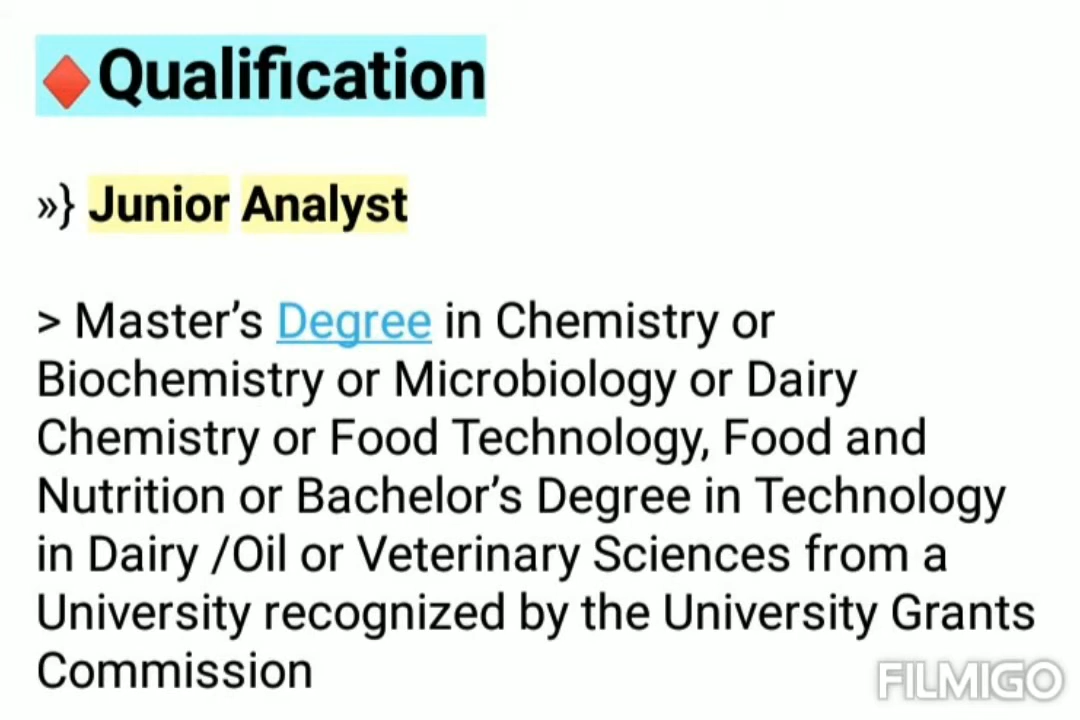 ♦Qualification
»} Junior Analyst
> Master’s Degree in Chemistry or
Biochemistry or Microbiology or Dairy
Chemistry or Food Technology, Food and
Nutrition or Bachelor’s Degree in Technology
in Dairy /Oil or Veterinary Sciences from a
University recognized by the University Grants
Commission
FILMIGO